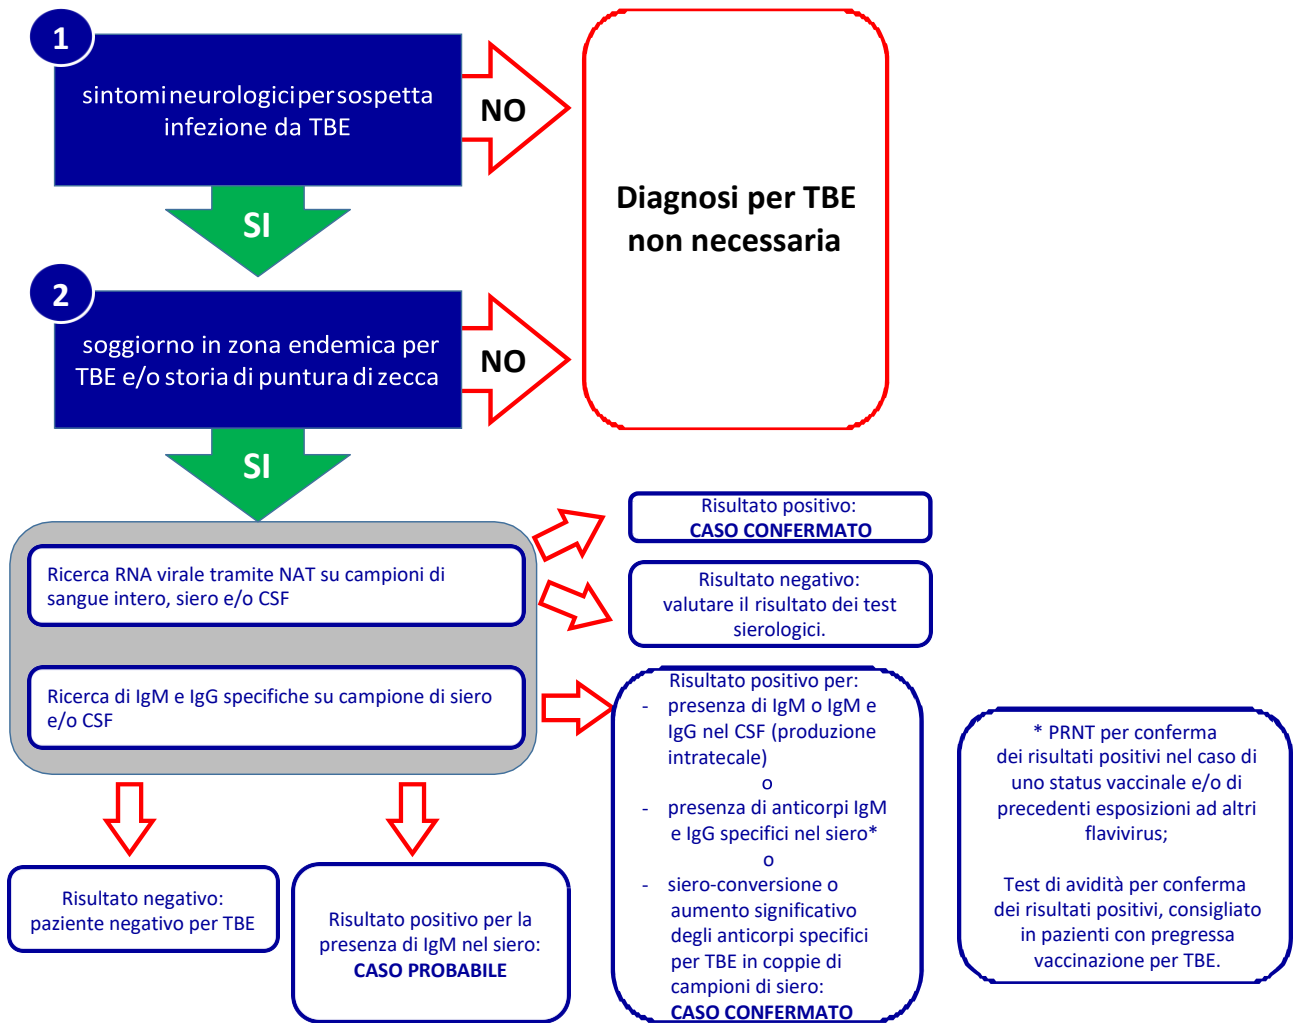 1
sintomi neurologici per sospetta
infezione da TBE
NO
SI
Diagnosi per TBE
non necessaria
2
soggiorno in zona endemica per
TBE e/o storia di puntura di zecca
NO
SI
Ricerca RNA virale tramite NAT su campioni di
sangue intero, siero e/o CSF
Ricerca di IgM e IgG specifiche su campione di siero
e/o CSF
Risultato positivo:
CASO CONFERMATO
Risultato negativo:
valutare il risultato dei test
sierologici.
Risultato positivo per:
- presenza di IgM o IgM e
IgG nel CSF (produzione
intratecale)
o
- presenza di anticorpi IgM
e IgG specifici nel siero*
o
- siero-conversione o
aumento significativo
degli anticorpi specifici
per TBE in coppie di
campioni di siero:
CASO CONFERMATO
* PRNT per conferma
dei risultati positivi nel caso di
uno status vaccinale e/o di
precedenti esposizioni ad altri
flavivirus;
Test di avidità per conferma
dei risultati positivi, consigliato
in pazienti con pregressa
vaccinazione per TBE.
Risultato negativo:
paziente negativo per TBE
Risultato positivo per la
presenza di IgM nel siero:
CASO PROBABILE